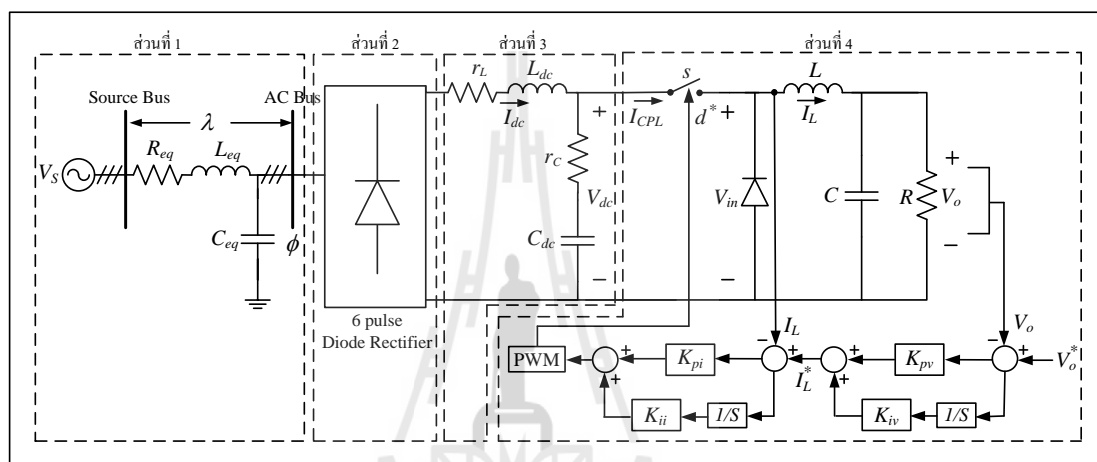 ส่วนที่ 1
ส่วนที่ 2
ส่วนที่ 3
ส่วนที่ 4
Source Bus
AC Bus
λ
R_eq
L_eq
V_S
C_eq
ϕ
6 pulse
Diode Rectifier
r_L
L_dc
I_dc
r_C
V_dc
C_dc
+
−
I_CPL
s
d*
+
V_in
−
L
I_L
C
R
+
V_o
−
I_L
V_o
PWM
+
+
K_pi
K_ii
1/S
−
+
I_L^*
+
+
K_pv
K_iv
1/S
−
+
V_o^*